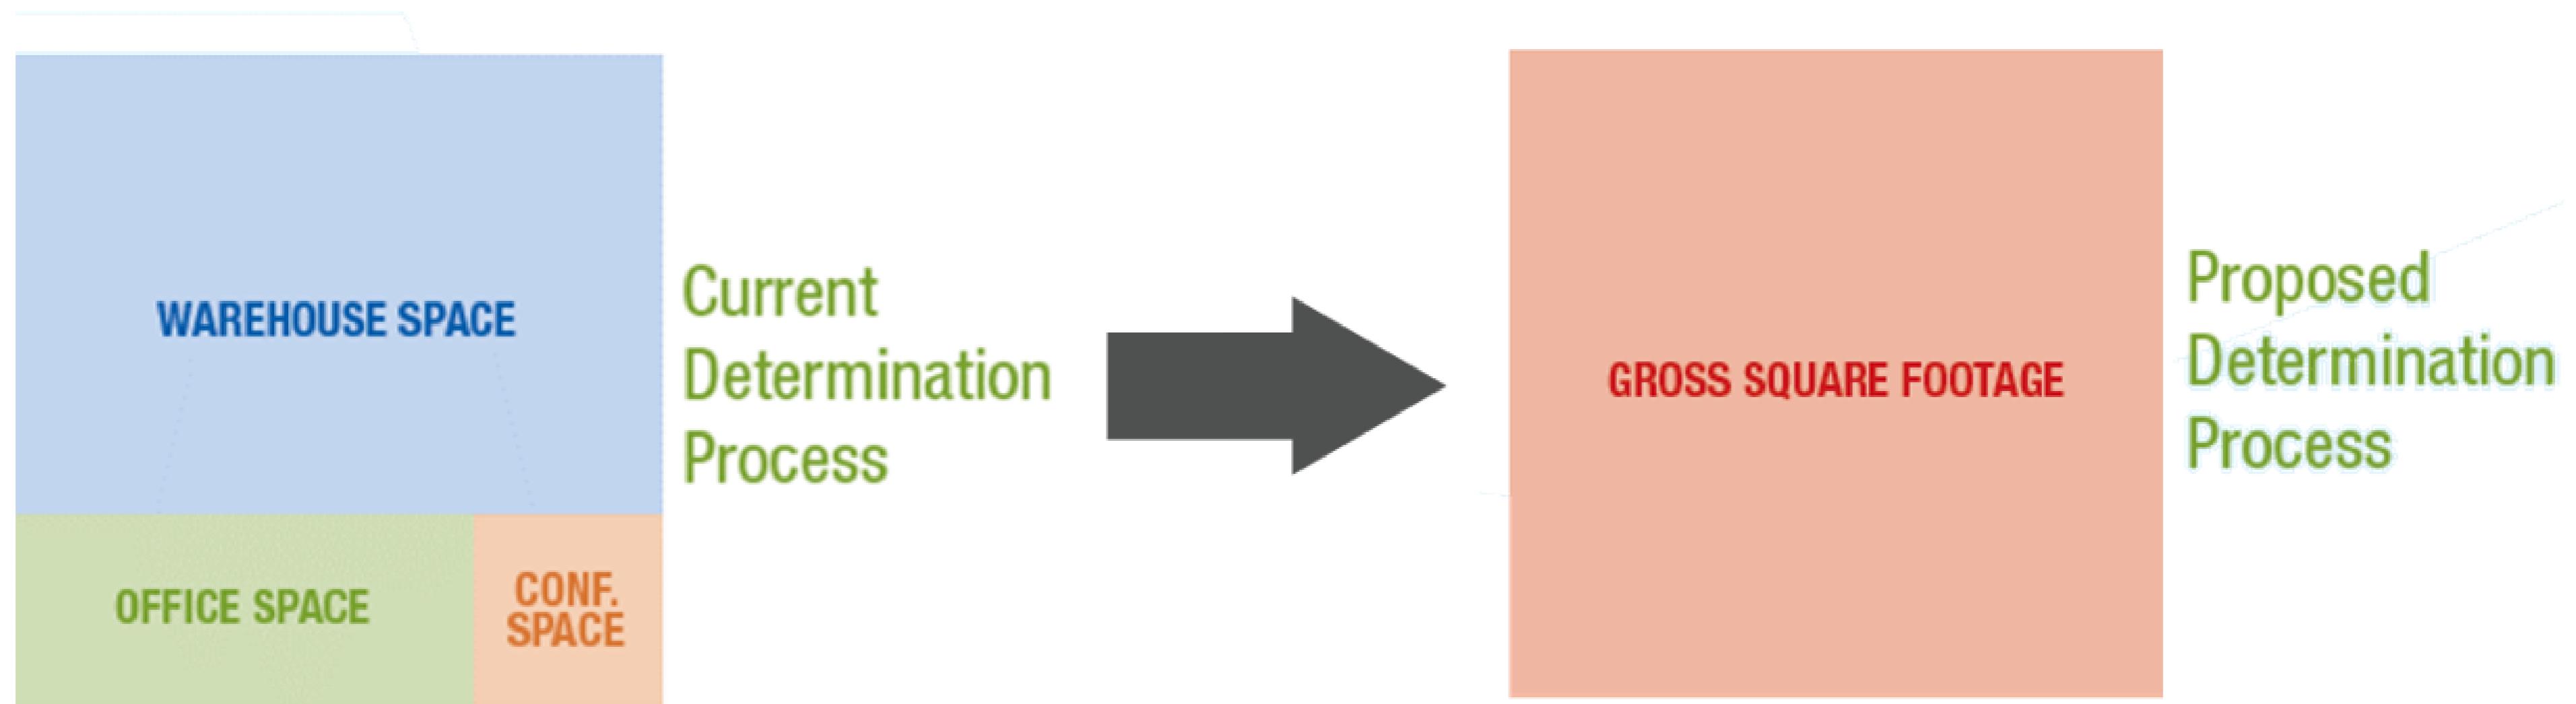 WAREHOUSE SPACE
OFFICE SPACE
CONF.
SPACE
Current
Determination
Process
GROSS SQUARE FOOTAGE
Proposed
Determination
Process